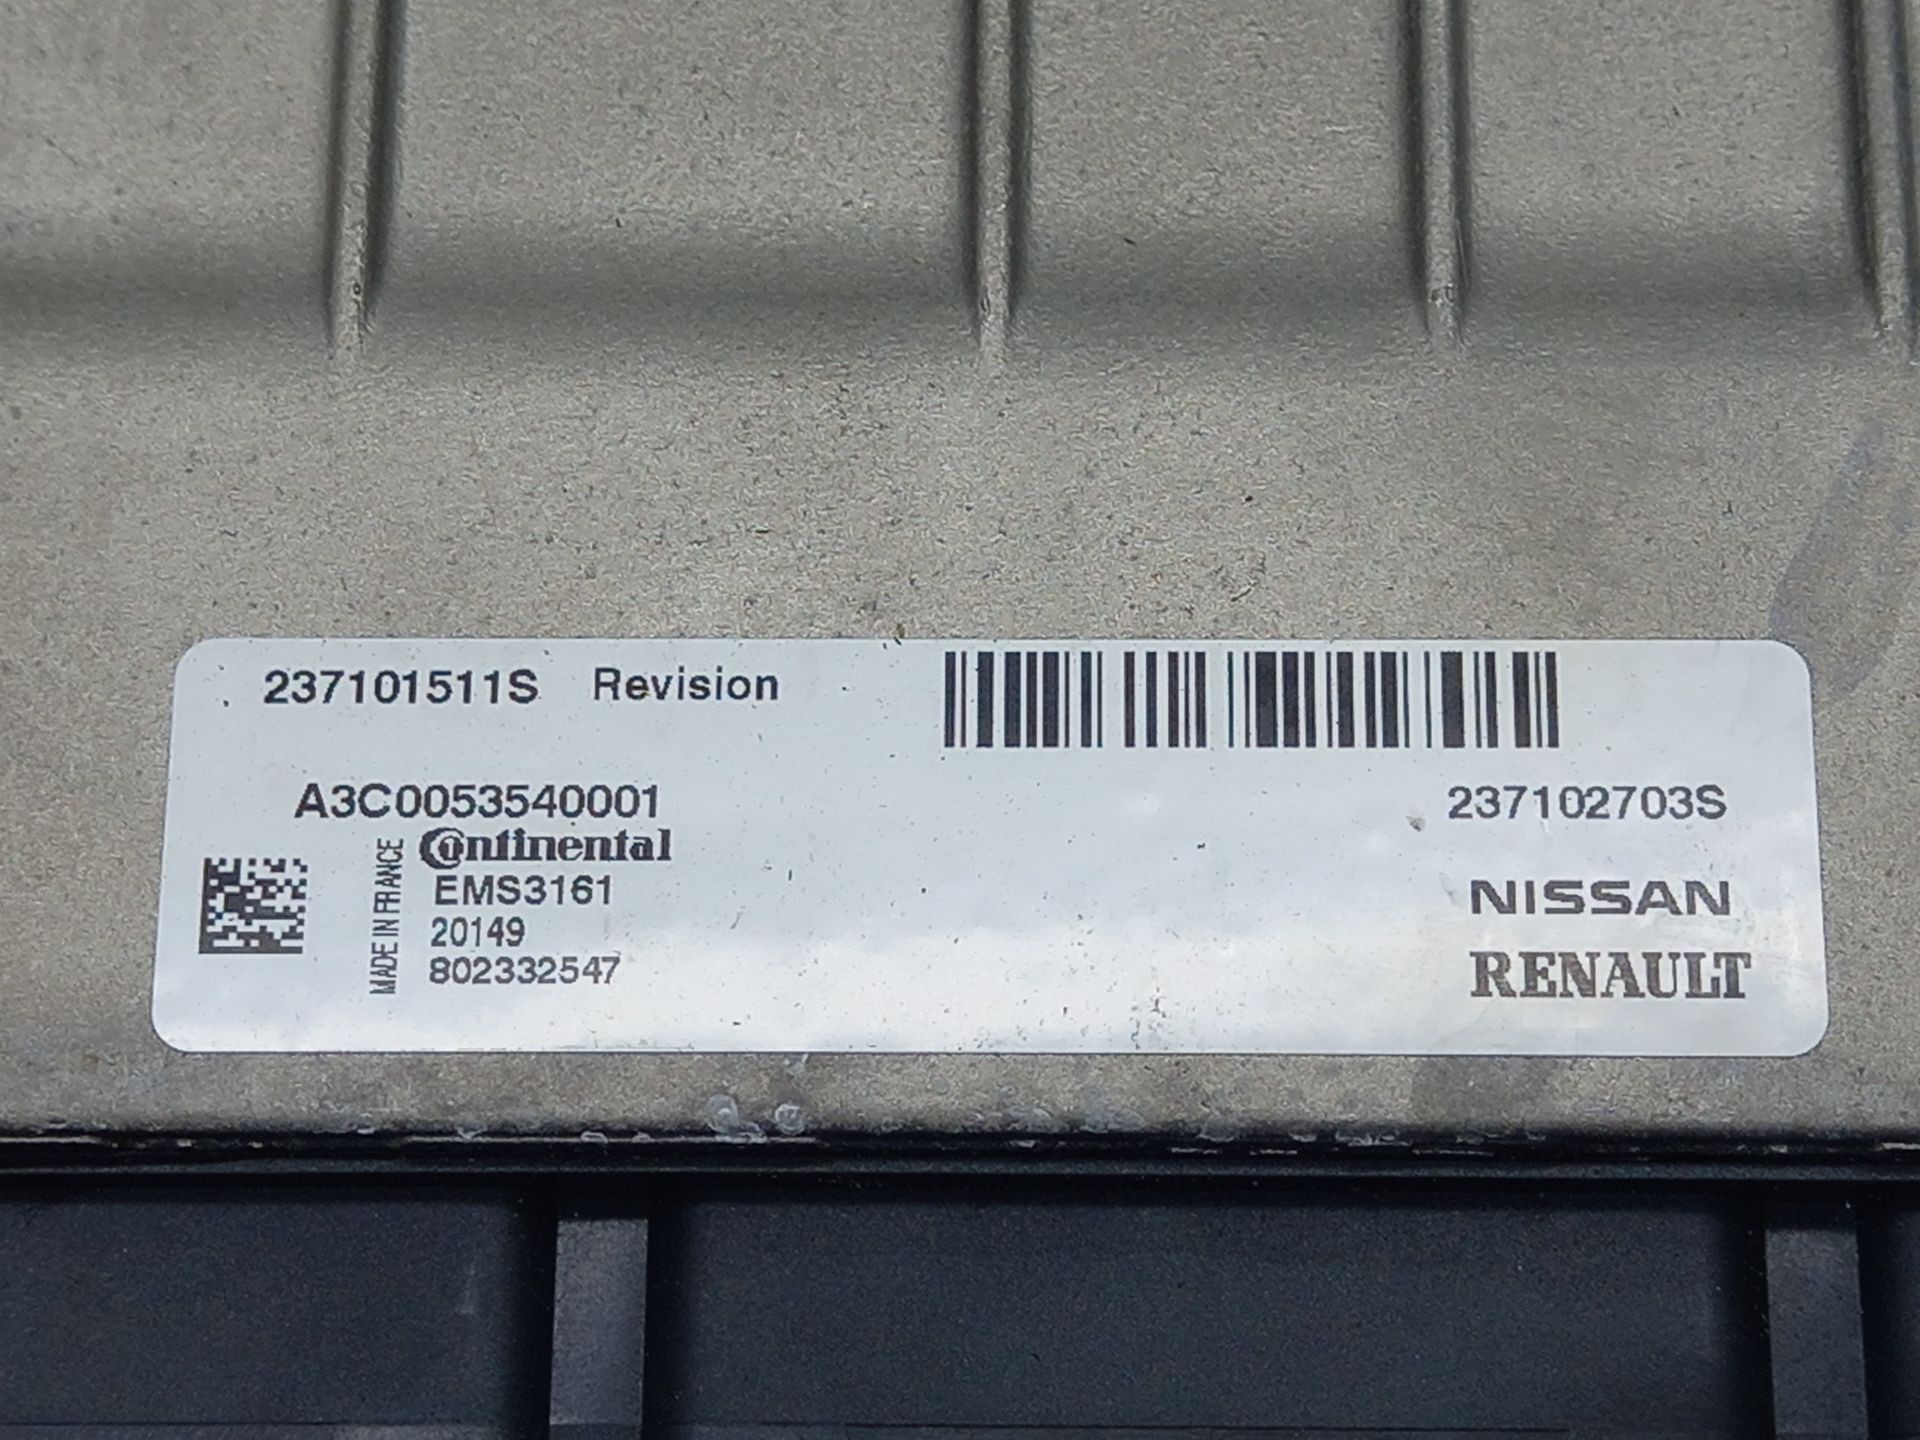 237101511S Revision
A3C0053540001
237102703S
MADE IN FRANCE
Continental
EMS3161
20149
802332547
NISSAN
RENAULT